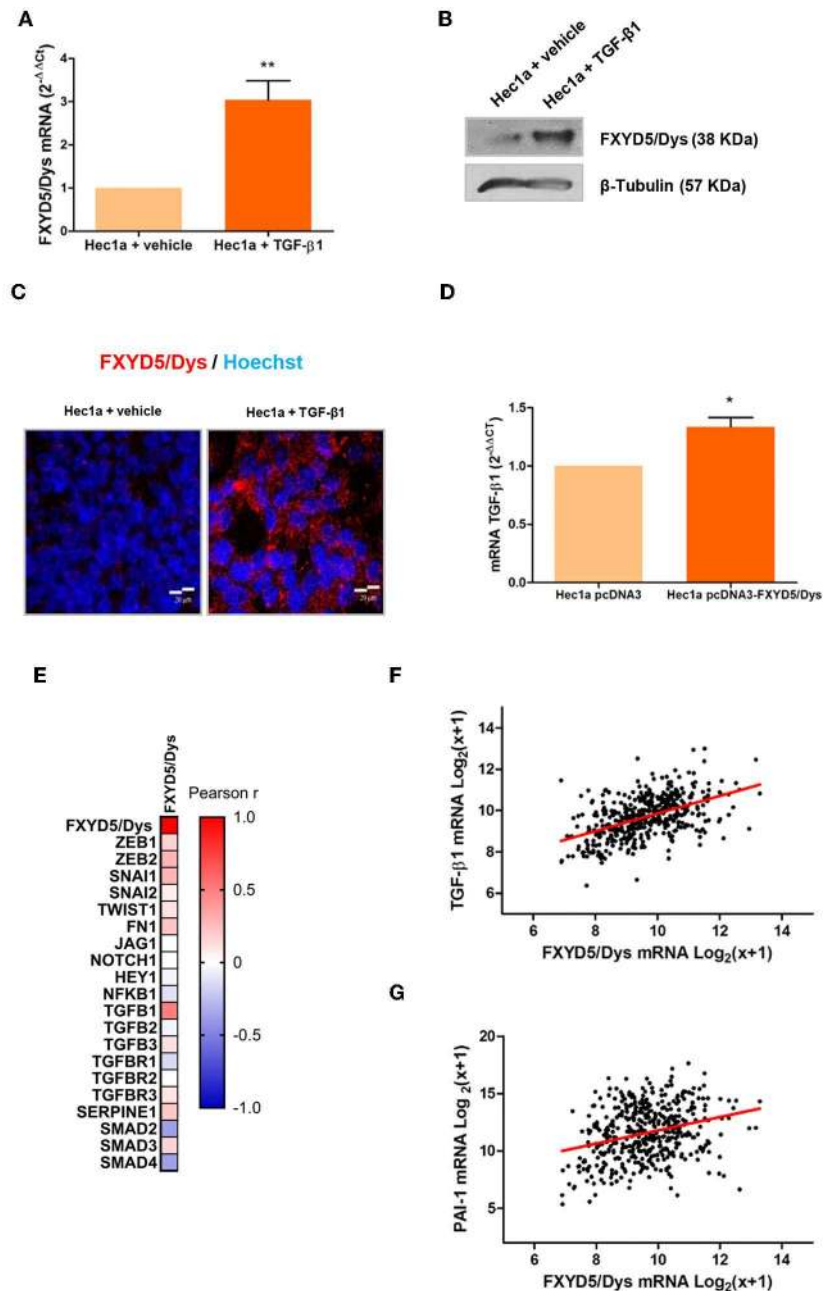 A
FXYD5/Dys mRNA (2-ΔΔCt)
4
3
2
1
0
**
Hec1a + vehicle
Hec1a + TGF-β1
B
Hec1a + vehicle
Hec1a + TGF-β1
FXYD5/Dys (38 KDa)
β-Tubulin (57 KDa)
C
FXYD5/Dys / Hoechst
Hec1a + vehicle
Hec1a + TGF-β1
20 µm
20 µm
D
mRNA TGF-β1 (2-ΔΔCT)
1.5
1.0
0.5
0.0
*
Hec1a pcDNA3
Hec1a pcDNA3-FXYD5/Dys
E
FXYD5/Dys
Pearson r
FXYD5/Dys
ZEB1
ZEB2
SNAI1
SNAI2
TWIST1
FN1
JAG1
NOTCH1
HEY1
NFKB1
TGFB1
TGFB2
TGFB3
TGFBR1
TGFBR2
TGFBR3
SERPINE1
SMAD2
SMAD3
SMAD4
1.0
0.5
0
-0.5
-1.0
F
TGF-β1 mRNA Log2(x+1)
14
12
10
8
6
6 8 10 12 14
FXYD5/Dys mRNA Log2(x+1)
G
PAI-1 mRNA Log 2(x+1)
20
15
10
5
6 8 10 12 14
FXYD5/Dys mRNA Log2(x+1)